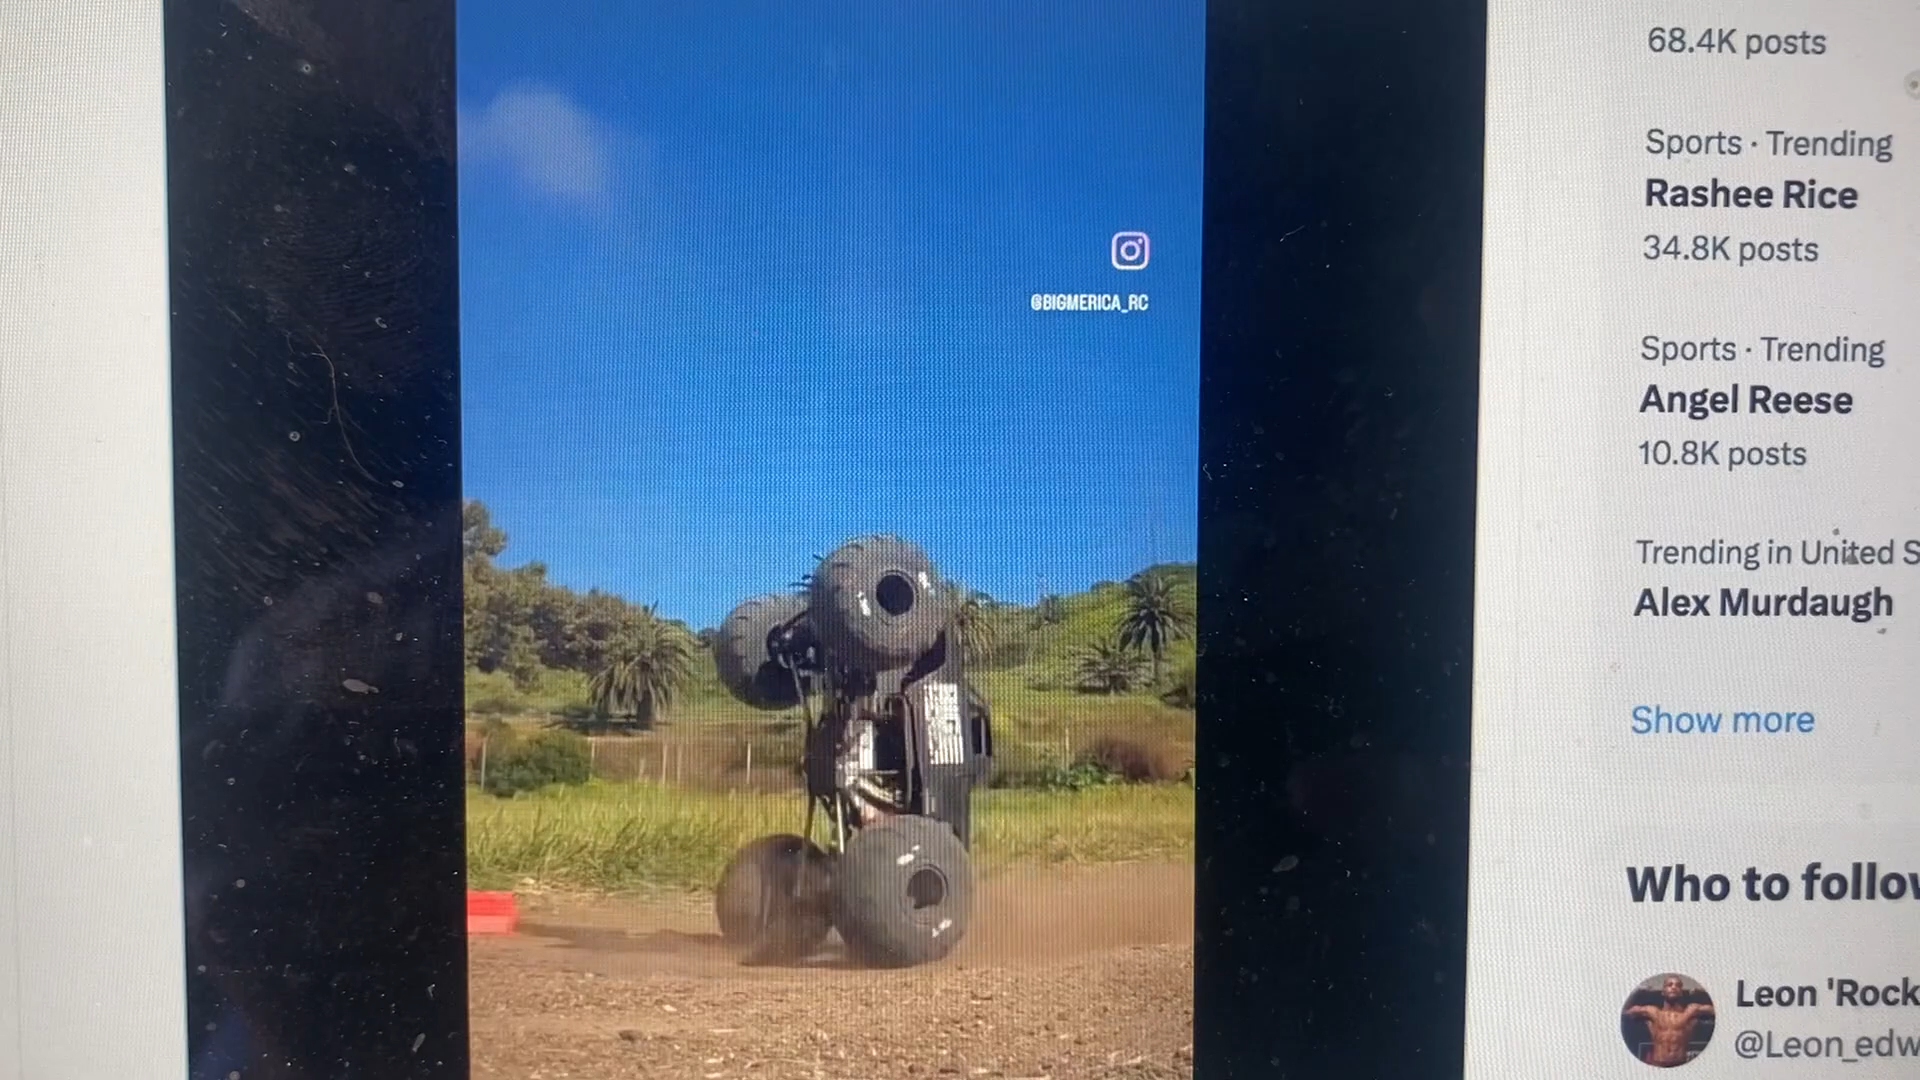 68.4K posts
Sports · Trending
Rashee Rice
34.8K posts
@BIGMERICA_RC
Sports · Trending
Angel Reese
10.8K posts
Trending in United S
Alex Murdaugh
Show more
Who to follow
Leon 'Rock
@Leon_edw